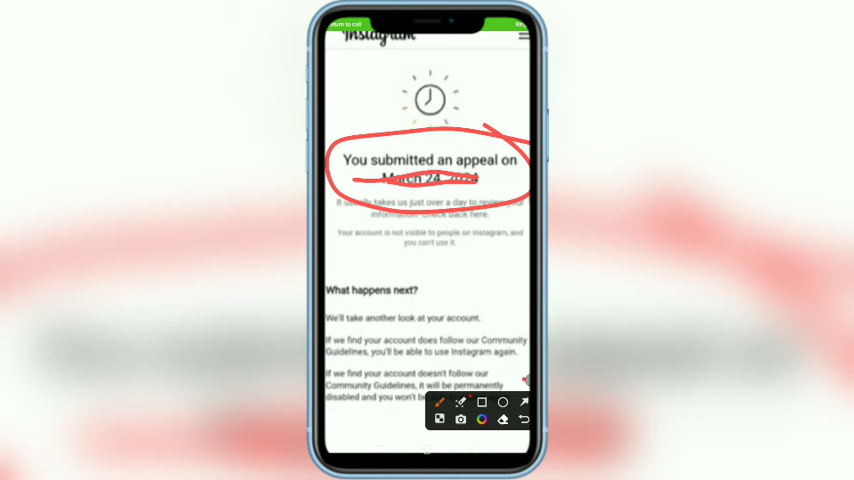 Hum to call
Instagram
You submitted an appeal on
March 24, 2024
It usually takes us just over a day to review your
information. Check back here.
Your account is not visible to people on Instagram, and
you can't use it.
What happens next?
We'll take another look at your account.
If we find your account does follow our Community
Guidelines, you'll be able to use Instagram again.
If we find your account doesn't follow our
Community Guidelines, it will be permanently
disabled and you won't be